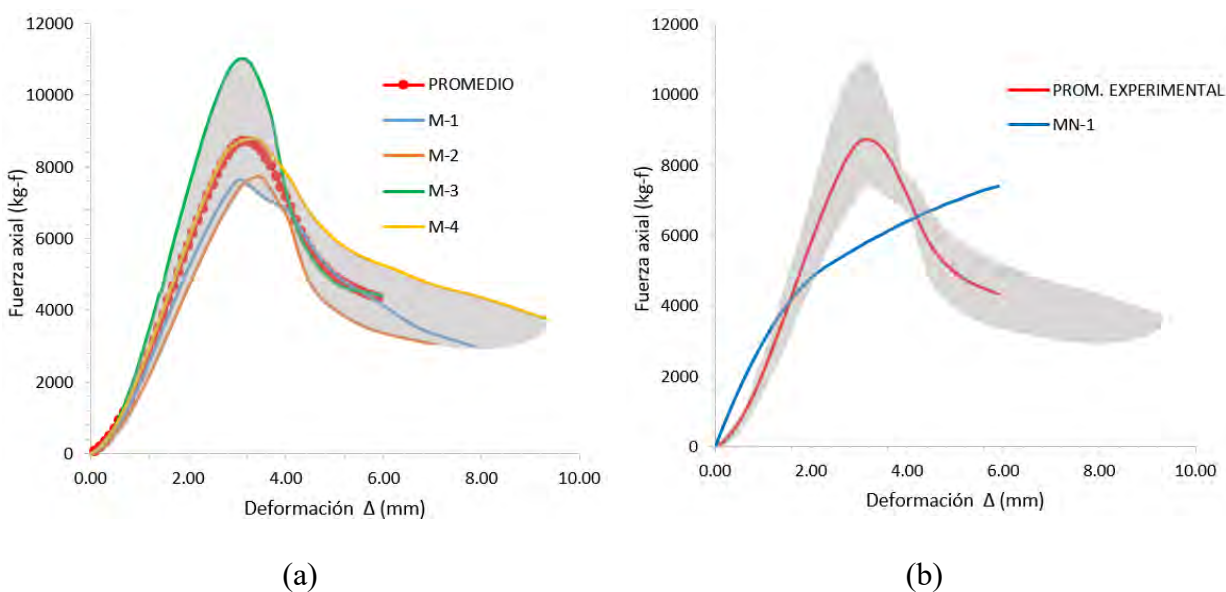 12000
10000
8000
6000
4000
2000
0
Fuerza axial (kg-f)
0.00 2.00 4.00 6.00 8.00 10.00
Deformación Δ (mm)
PROMEDIO
M-1
M-2
M-3
M-4
(a)
12000
10000
8000
6000
4000
2000
0
Fuerza axial (kg-f)
0.00 2.00 4.00 6.00 8.00 10.00
Deformación Δ (mm)
PROM. EXPERIMENTAL
MN-1
(b)